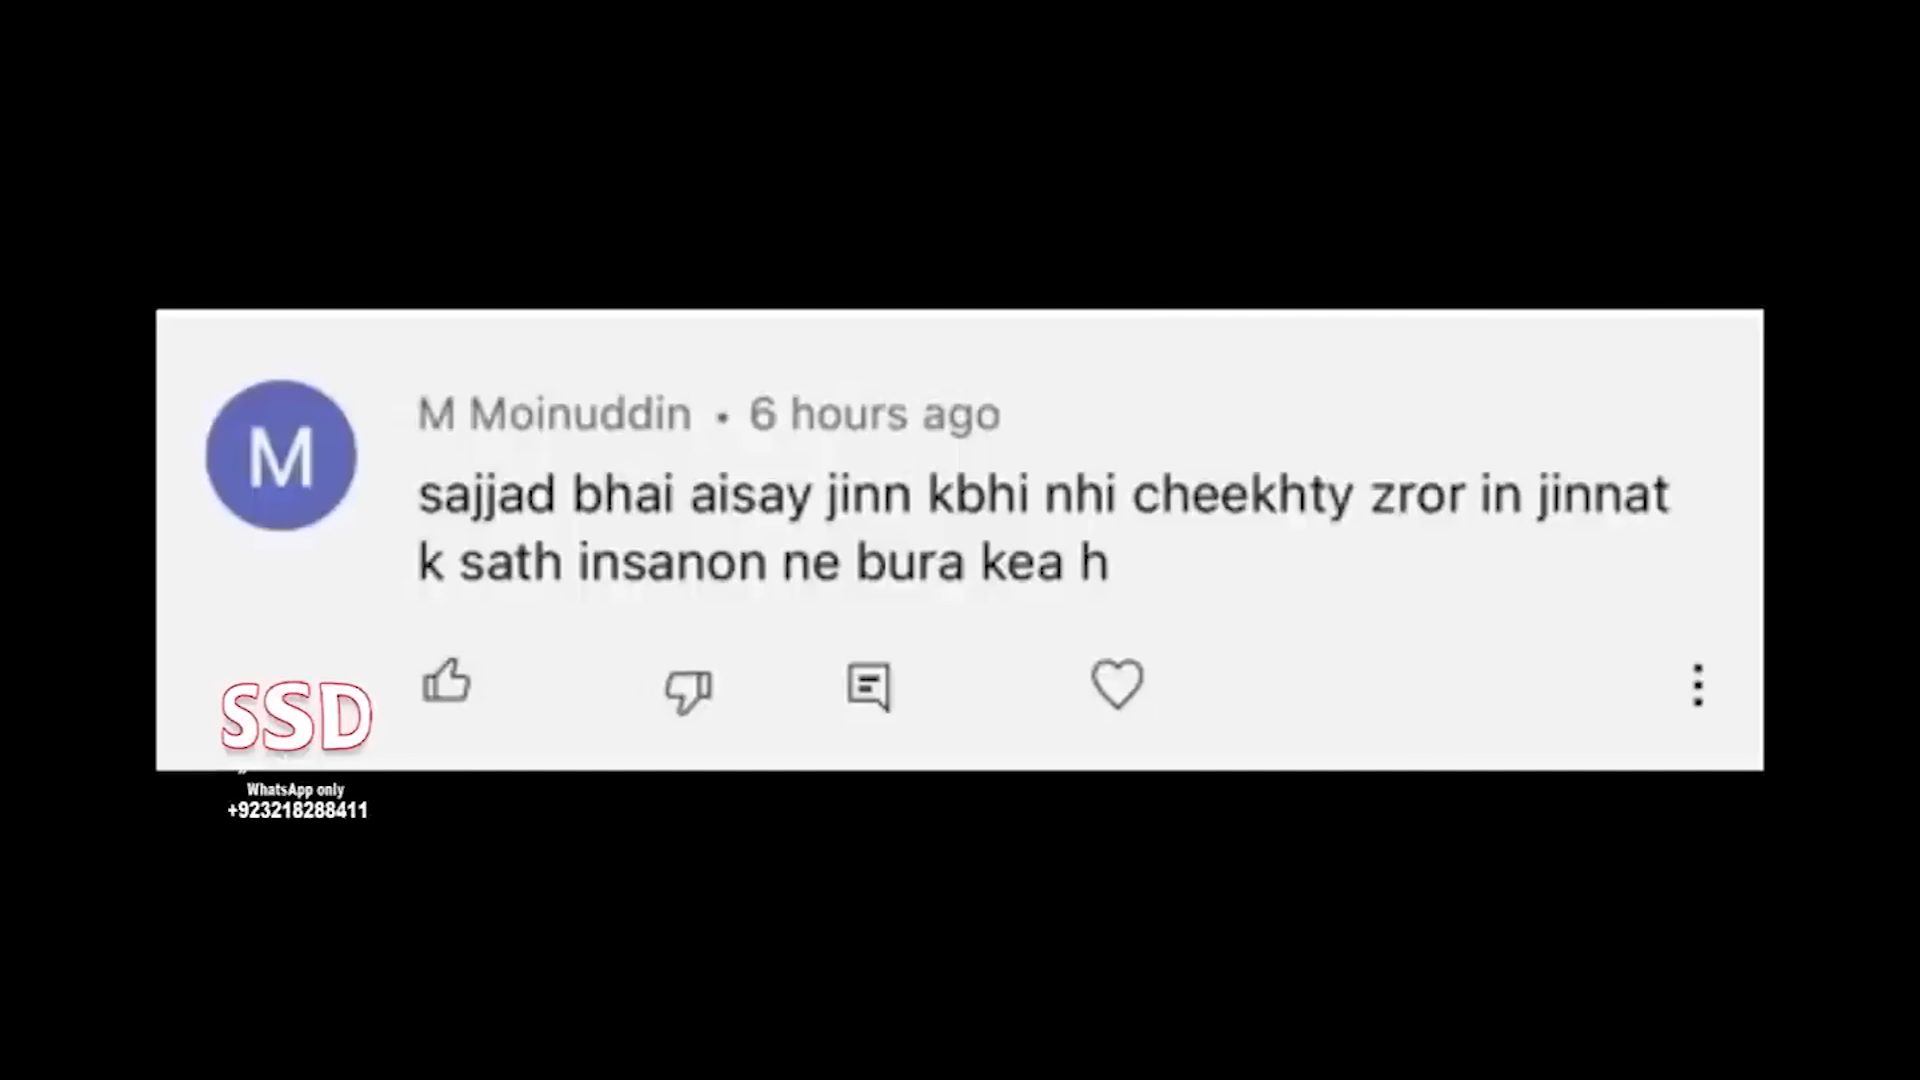 M
M Moinuddin • 6 hours ago
sajjad bhai aisay jinn kbhi nhi cheekhty zror in jinnat
k sath insanon ne bura kea h
SSD
WhatsApp only
+923218288411